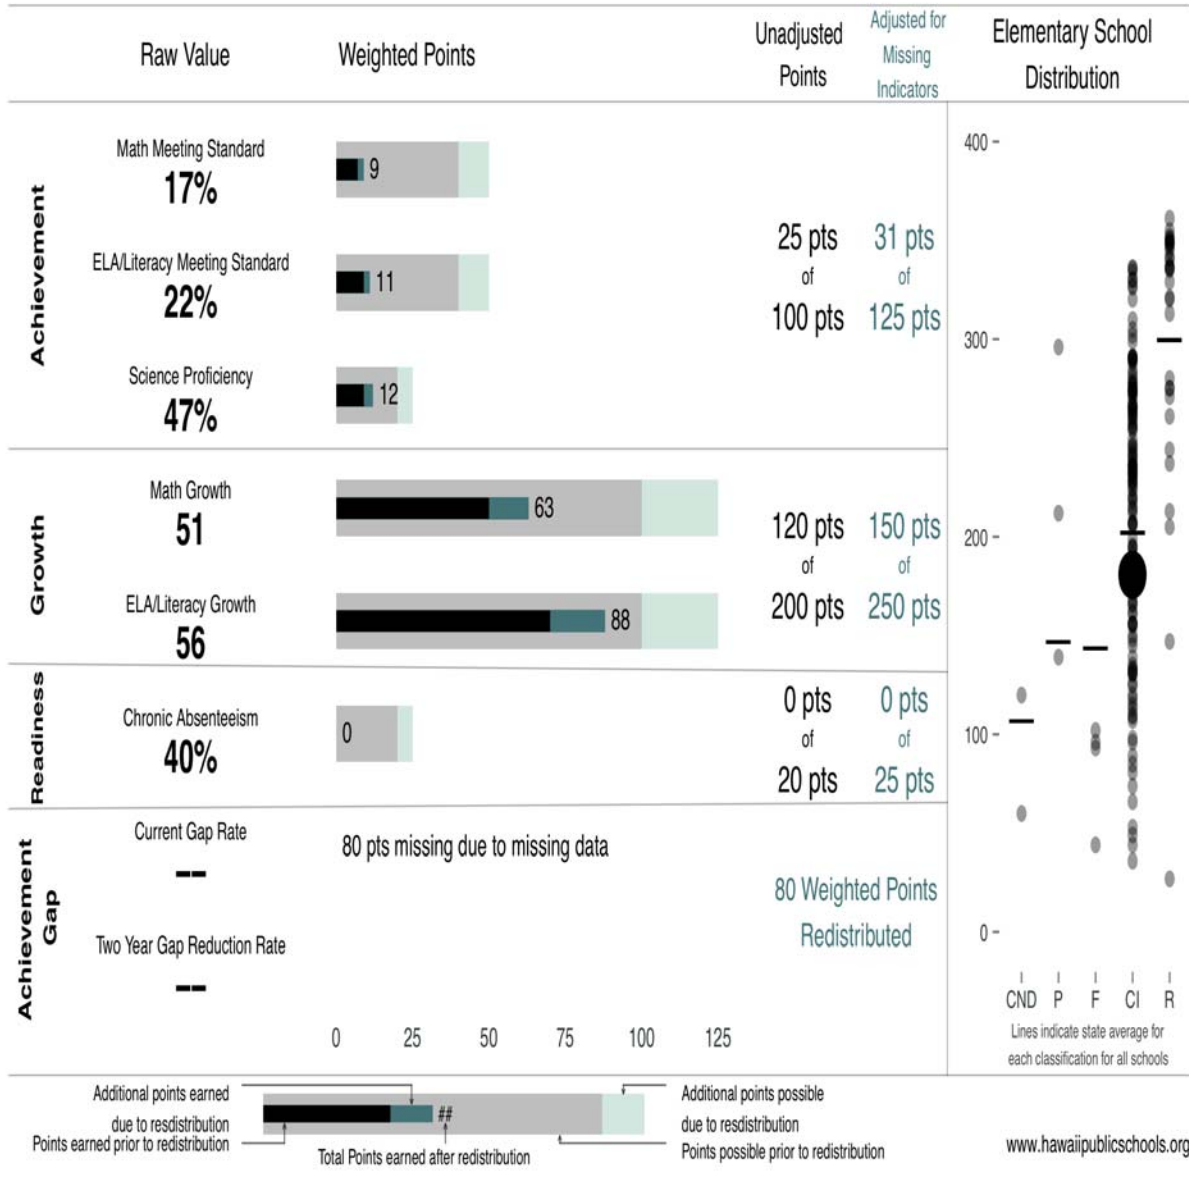 Raw Value
Weighted Points
Unadjusted
Points
Adjusted for
Missing
Indicators
Elementary School
Distribution
Achievement
Math Meeting Standard
17%
9
ELA/Literacy Meeting Standard
22%
11
Science Proficiency
47%
12
25 pts
of
100 pts
31 pts
of
125 pts
Growth
Math Growth
51
63
ELA/Literacy Growth
56
88
120 pts
of
200 pts
150 pts
of
250 pts
Readiness
Chronic Absenteeism
40%
0
0 pts
of
20 pts
0 pts
of
25 pts
Achievement
Gap
Current Gap Rate
--
80 pts missing due to missing data
Two Year Gap Reduction Rate
--
80 Weighted Points
Redistributed
0 25 50 75 100 125
400
300
200
100
0
CND P F CI R
Lines indicate state average for
each classification for all schools
Additional points earned
due to resdistribution
Points earned prior to redistribution
##
Total Points earned after redistribution
Additional points possible
due to resdistribution
Points possible prior to redistribution
www.hawaiipublicschools.org